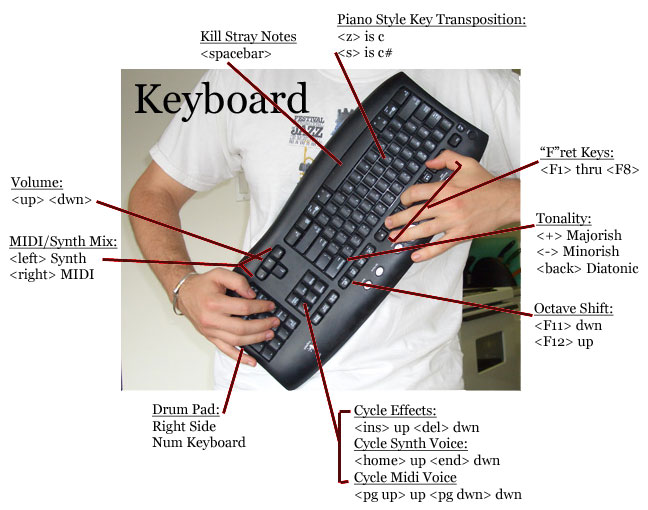 Piano Style Key Transposition:
<z> is c
<s> is c#
Kill Stray Notes
<spacebar>
Keyboard
FESTIVAL
JAZZ
"F"ret Keys:
<F1> thru <F8>
Volume:
<up> <dwn>
Tonality:
<+> Majorish
<-> Minorish
<back> Diatonic
MIDI/Synth Mix:
<left> Synth
<right> MIDI
Octave Shift:
<F11> dwn
<F12> up
Drum Pad:
Right Side
Num Keyboard
Cycle Effects:
<ins> up <del> dwn
Cycle Synth Voice:
<home> up <end> dwn
Cycle Midi Voice
<pg up> up <pg dwn> dwn